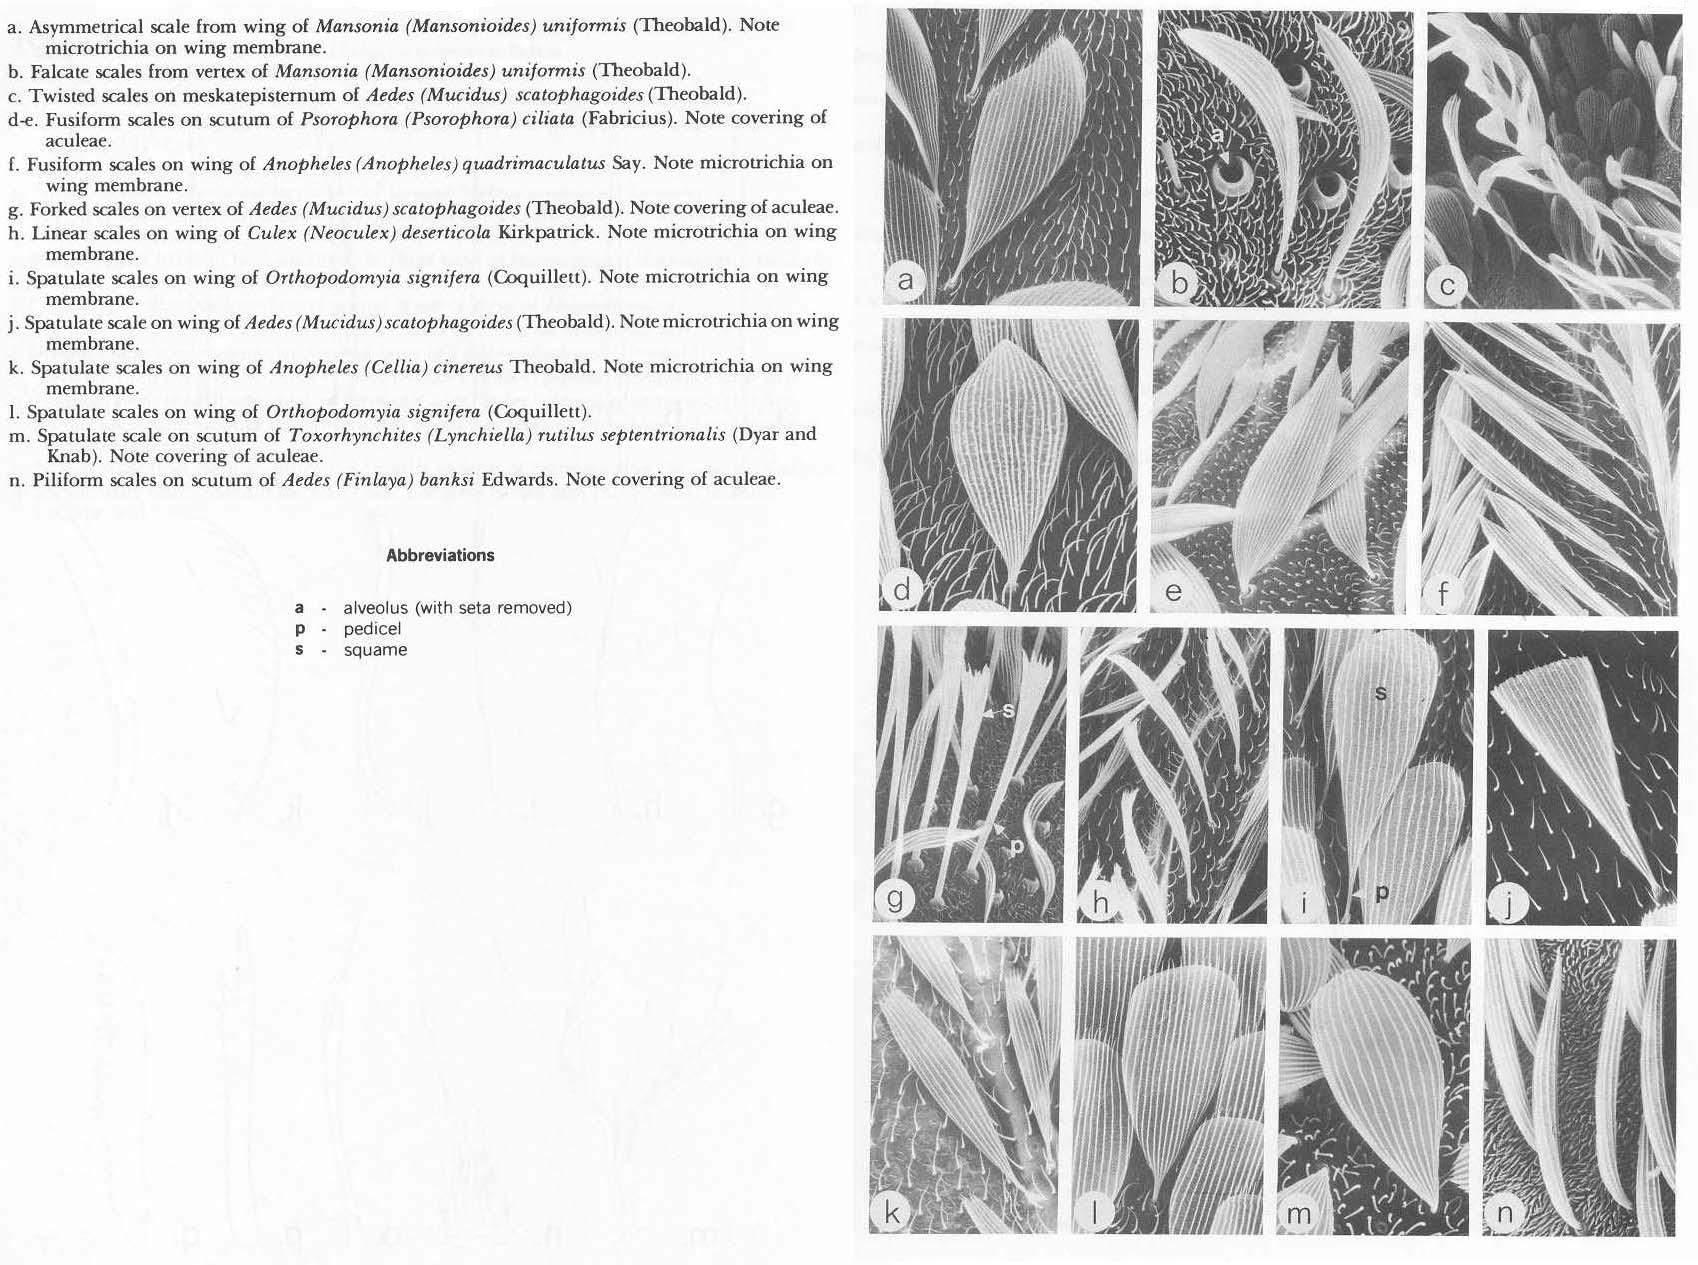 a. Asymmetrical scale from wing of Mansonia (Mansonioides) uniformis (Theobald). Note
microtrichia on wing membrane.
b. Falcate scales from vertex of Mansonia (Mansonioides) uniformis (Theobald).
c. Twisted scales on meskatepisternum of Aedes (Mucidus) scatophagoides (Theobald).
d-e. Fusiform scales on scutum of Psorophora (Psorophora) ciliata (Fabricius). Note covering of
aculeae.
f. Fusiform scales on wing of Anopheles (Anopheles) quadrimaculatus Say. Note microtrichia on
wing membrane.
g. Forked scales on vertex of Aedes (Mucidus) scatophagoides (Theobald). Note covering of aculeae.
h. Linear scales on wing of Culex (Neoculex) deserticola Kirkpatrick. Note microtrichia on wing
membrane.
i. Spatulate scales on wing of Orthopodomyia signifera (Coquillett). Note microtrichia on wing
membrane.
j. Spatulate scale on wing of Aedes (Mucidus) scatophagoides (Theobald). Note microtrichia on wing
membrane.
k. Spatulate scales on wing of Anopheles (Cellia) cinereus Theobald. Note microtrichia on wing
membrane.
l. Spatulate scales on wing of Orthopodomyia signifera (Coquillett).
m. Spatulate scale on scutum of Toxorhynchites (Lynchiella) rutilus septentrionalis (Dyar and
Knab). Note covering of aculeae.
n. Piliform scales on scutum of Aedes (Finlaya) banksi Edwards. Note covering of aculeae.
Abbreviations
a - alveolus (with seta removed)
p - pedicel
s - squame
a
a
b
c
d
e
f
s
p
g
h
s
p
i
j
k
l
m
n